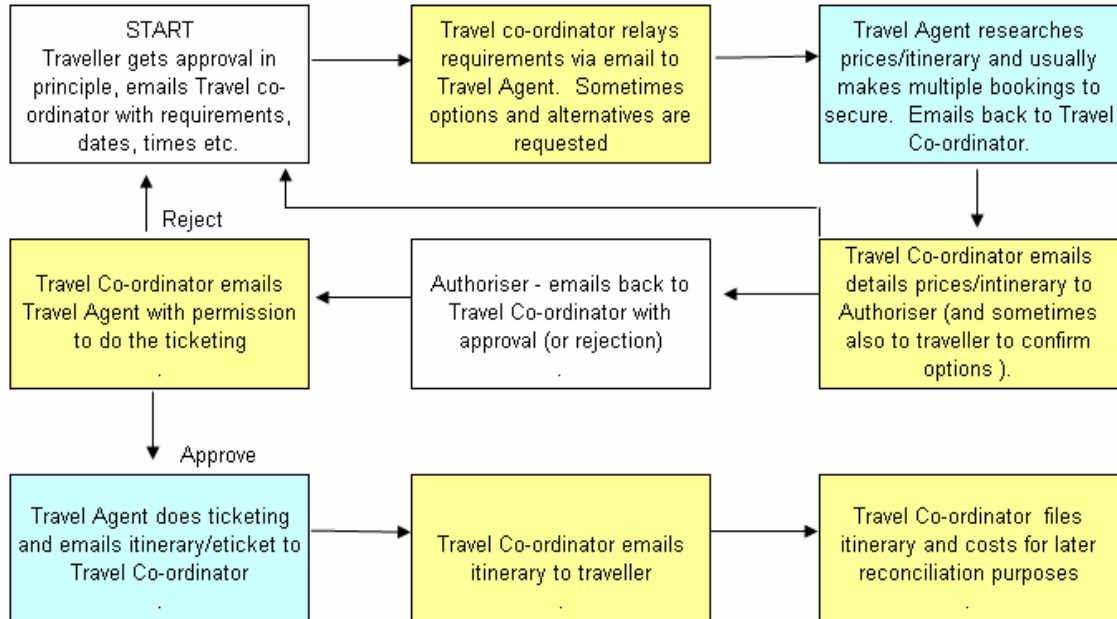 START
Traveller gets approval in
principle, emails Travel co-
ordinator with requirements,
dates, times etc.
Travel co-ordinator relays
requirements via email to
Travel Agent. Sometimes
options and alternatives are
requested
Travel Agent researches
prices/itinerary and usually
makes multiple bookings to
secure. Emails back to Travel
Co-ordinator.
Reject
Travel Co-ordinator emails
Travel Agent with permission
to do the ticketing
.
Authoriser - emails back to
Travel Co-ordinator with
approval (or rejection)
.
Travel Co-ordinator emails
details prices/intinerary to
Authoriser (and sometimes
also to traveller to confirm
options ).
Approve
Travel Agent does ticketing
and emails itinerary/eticket to
Travel Co-ordinator
.
Travel Co-ordinator emails
itinerary to traveller
.
Travel Co-ordinator files
itinerary and costs for later
reconciliation purposes
.